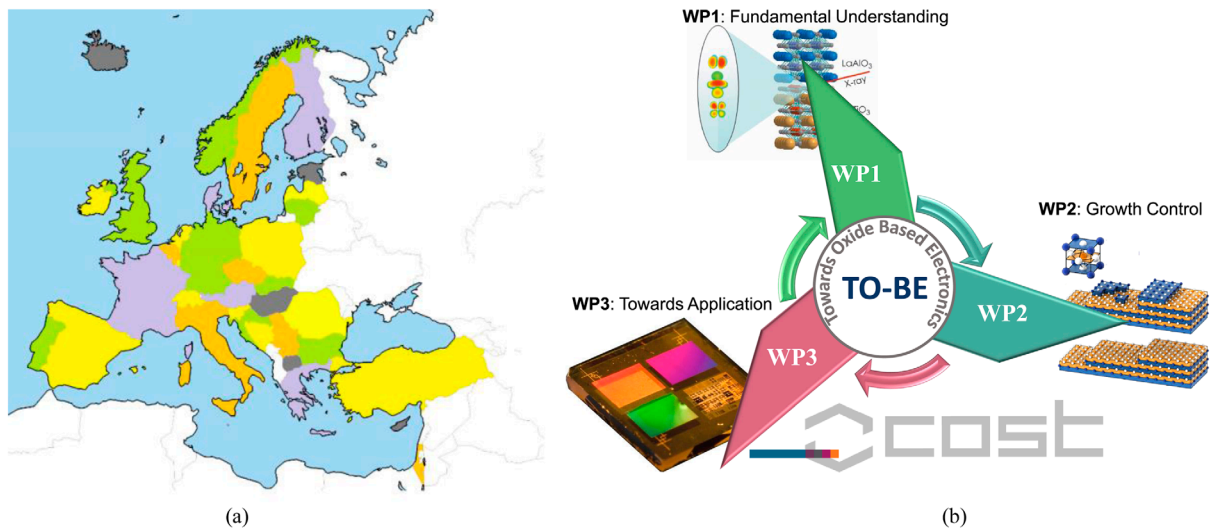 WP1: Fundamental Understanding
LaAlO3
X-ray
WP1
WP2: Growth Control
Towards Oxide Based Electronics
TO-BE
WP3: Towards Application
WP2
WP3
cost
(a)
(b)